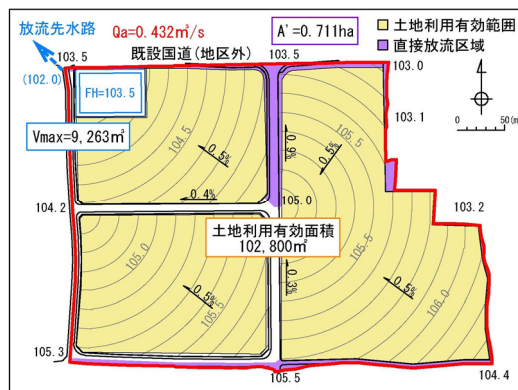 放流先水路
Qa=0.432㎥/s
A'=0.711ha
土地利用有効範囲
直接放流区域
103.5
既設国道(地区外)
103.5
103.0
(102.0)
FH=103.5
103.1
0
50(m)
Vmax=9,263㎥
104.5
0.5%
0.9%
0.5%
105.5
0.4%
105.0
104.2
103.2
土地利用有効面積
102,800㎡
105.0
105.5
0.3%
0.5%
105.5
0.5%
106.0
105.3
105.5
104.4